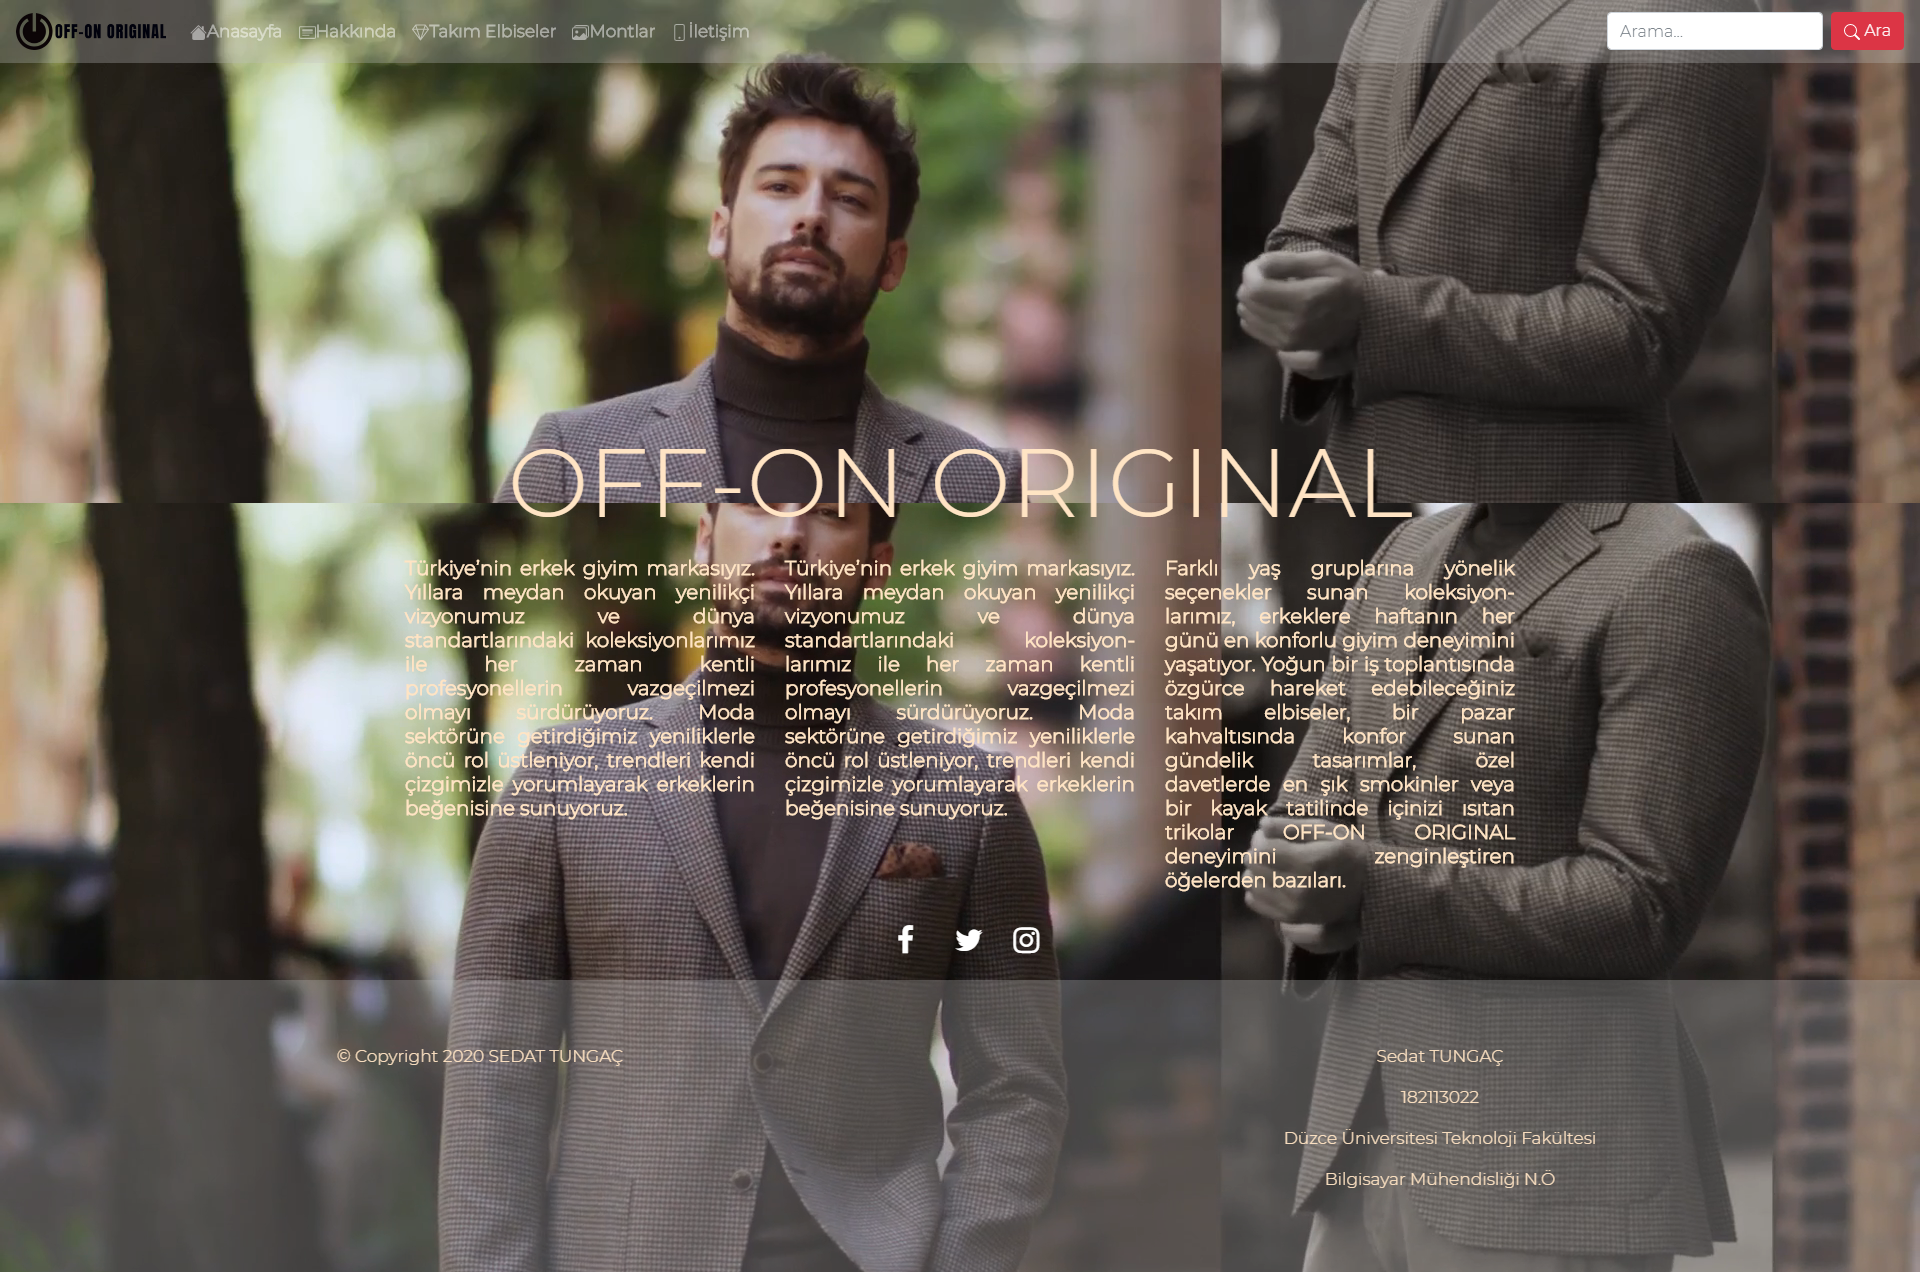 OFF-ON ORIGINAL
Anasayfa Hakkında Takım Elbiseler Montlar İletişim
Arama...
Ara
OFF-ON ORIGINAL
Türkiye’nin erkek giyim markasıyız.
Yıllara meydan okuyan yenilikçi
vizyonumuz ve dünya
standartlarındaki koleksiyonlarımız
ile her zaman kentli
profesyonellerin vazgeçilmezi
olmayı sürdürüyoruz. Moda
sektörüne getirdiğimiz yeniliklerle
öncü rol üstleniyor, trendleri kendi
çizgimizle yorumlayarak erkeklerin
beğenisine sunuyoruz.
Türkiye’nin erkek giyim markasıyız.
Yıllara meydan okuyan yenilikçi
vizyonumuz ve dünya
standartlarındaki koleksiyon-
larımız ile her zaman kentli
profesyonellerin vazgeçilmezi
olmayı sürdürüyoruz. Moda
sektörüne getirdiğimiz yeniliklerle
öncü rol üstleniyor, trendleri kendi
çizgimizle yorumlayarak erkeklerin
beğenisine sunuyoruz.
Farklı yaş gruplarına yönelik
seçenekler sunan koleksiyon-
larımız, erkeklere haftanın her
günü en konforlu giyim deneyimini
yaşatıyor. Yoğun bir iş toplantısında
özgürce hareket edebileceğiniz
takım elbiseler, bir pazar
kahvaltısında konfor sunan
gündelik tasarımlar, özel
davetlerde en şık smokinler veya
bir kayak tatilinde içinizi ısıtan
trikolar OFF-ON ORIGINAL
deneyimini zenginleştiren
öğelerden bazıları.
© Copyright 2020 SEDAT TUNGAÇ
Sedat TUNGAÇ
182113022
Düzce Üniversitesi Teknoloji Fakültesi
Bilgisayar Mühendisliği N.Ö